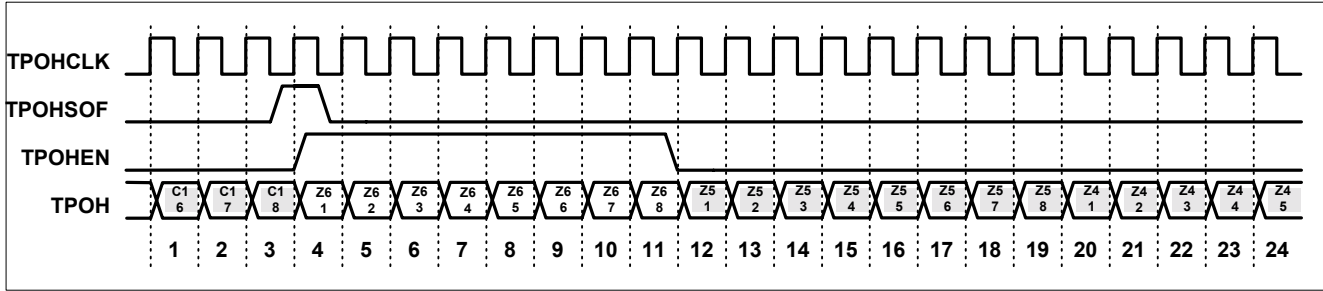 TPOHCLK
TPOHSOF
TPOHEN
TPOH
C1 C1 C1 Z6 Z6 Z6 Z6 Z6 Z6 Z6 Z6 Z5 Z5 Z5 Z5 Z5 Z5 Z5 Z5 Z4 Z4 Z4 Z4 Z4
6 7 8 1 2 3 4 5 6 7 8 1 2 3 4 5 6 7 8 1 2 3 4 5
1 2 3 4 5 6 7 8 9 10 11 12 13 14 15 16 17 18 19 20 21 22 23 24